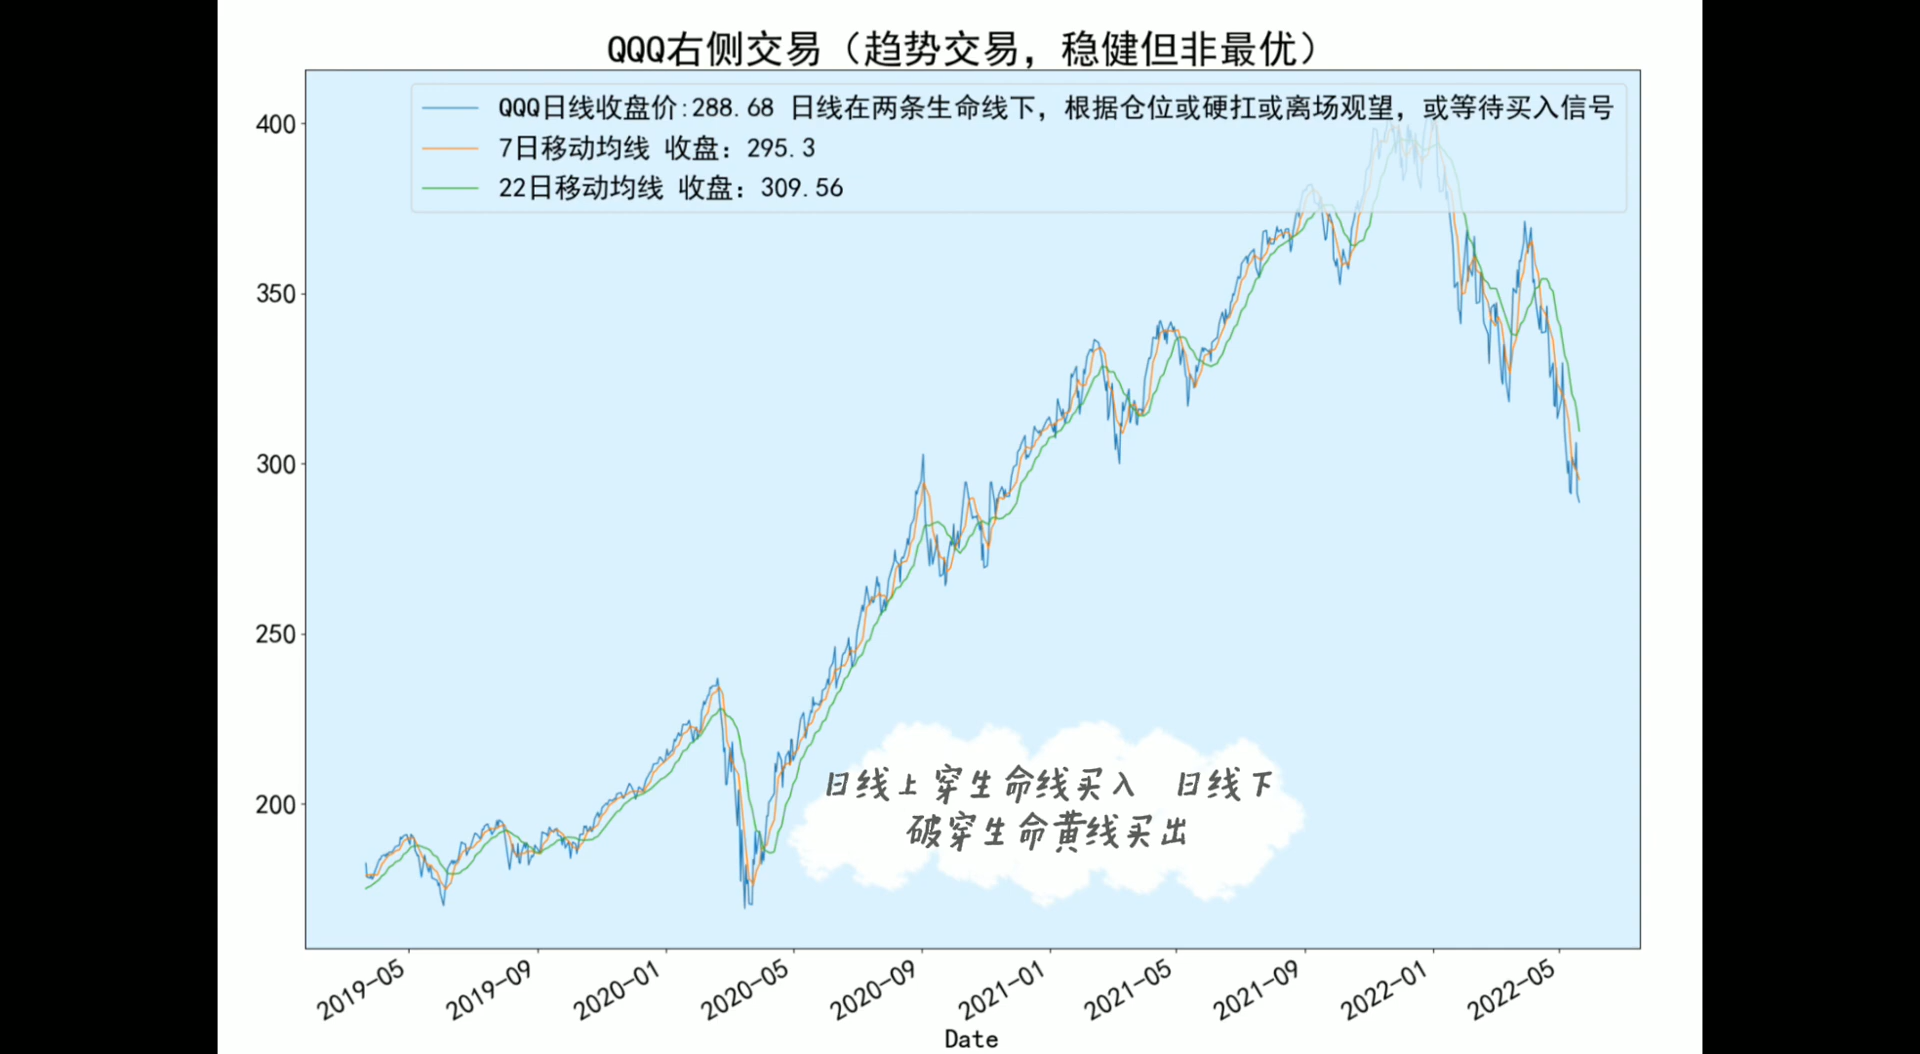 QQQ右侧交易（趋势交易，稳健但非最优）
QQQ日线收盘价:288.68 日线在两条生命线下，根据仓位或硬扛或离场观望，或等待买入信号
7日移动均线 收盘：295.3
22日移动均线 收盘：309.56
400
350
300
250
200
日线上穿生命线买入 日线下
破穿生命黄线买出
2019-05
2019-09
2020-01
2020-05
2020-09
2021-01
2021-05
2021-09
2022-01
2022-05
Date